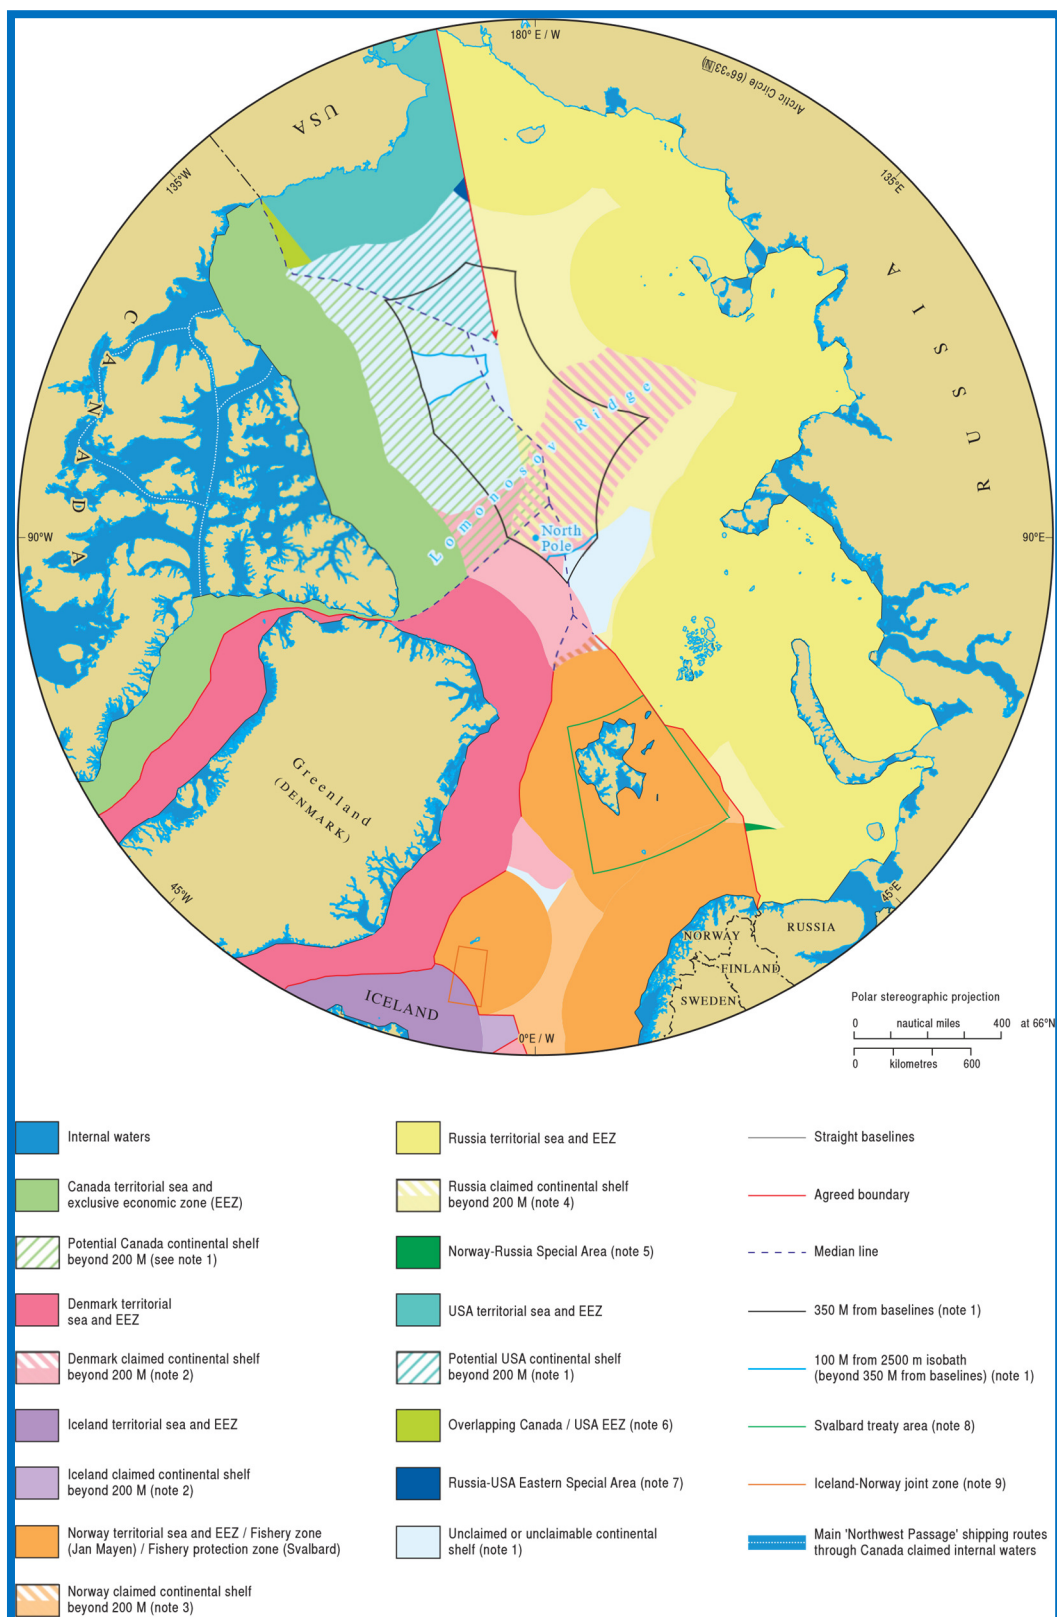 180° E / W
Arctic Circle (66°33N)
USA
135°W
135°E
RUSSIA
CANADA
Lomonosov Ridge
North
Pole
90°W
90°E
Greenland
(DENMARK)
45°W
45°E
NORWAY
RUSSIA
FINLAND
SWEDEN
ICELAND
0°E / W
Polar stereographic projection
0 nautical miles 400 at 66°N
0 kilometres 600
Internal waters
Canada territorial sea and
exclusive economic zone (EEZ)
Potential Canada continental shelf
beyond 200 M (see note 1)
Denmark territorial
sea and EEZ
Denmark claimed continental shelf
beyond 200 M (note 2)
Iceland territorial sea and EEZ
Iceland claimed continental shelf
beyond 200 M (note 2)
Norway territorial sea and EEZ / Fishery zone
(Jan Mayen) / Fishery protection zone (Svalbard)
Norway claimed continental shelf
beyond 200 M (note 3)
Russia territorial sea and EEZ
Russia claimed continental shelf
beyond 200 M (note 4)
Norway-Russia Special Area (note 5)
USA territorial sea and EEZ
Potential USA continental shelf
beyond 200 M (note 1)
Overlapping Canada / USA EEZ (note 6)
Russia-USA Eastern Special Area (note 7)
Unclaimed or unclaimable continental
shelf (note 1)
Straight baselines
Agreed boundary
Median line
350 M from baselines (note 1)
100 M from 2500 m isobath
(beyond 350 M from baselines) (note 1)
Svalbard treaty area (note 8)
Iceland-Norway joint zone (note 9)
Main 'Northwest Passage' shipping routes
through Canada claimed internal waters